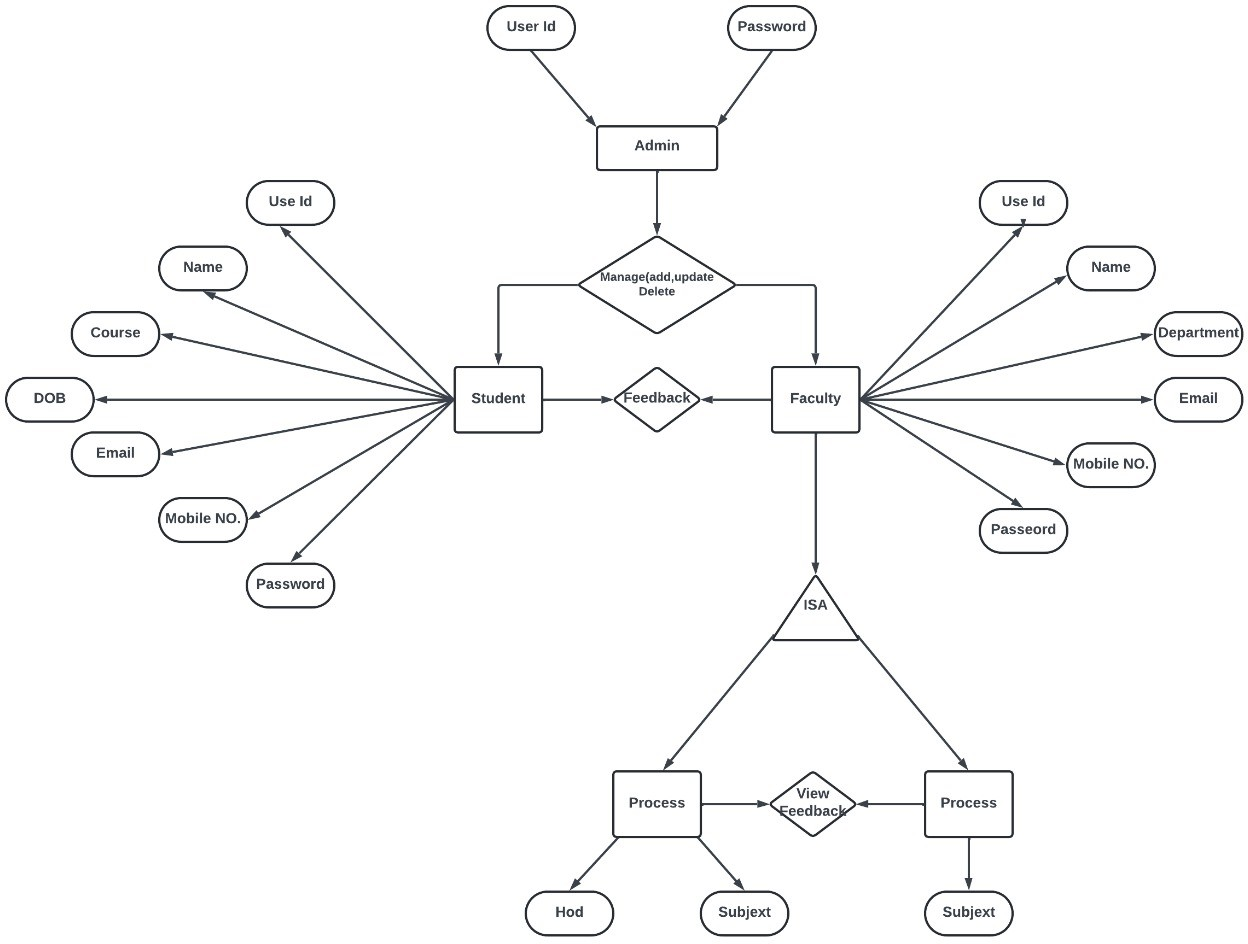 User Id
Password
Admin
Use Id
Use Id
Name
Name
Manage(add,update
Delete
Course
Department
DOB
Student
Feedback
Faculty
Email
Email
Mobile NO.
Mobile NO.
Passeord
Password
ISA
Process
View
Feedback
Process
Hod
Subjext
Subjext